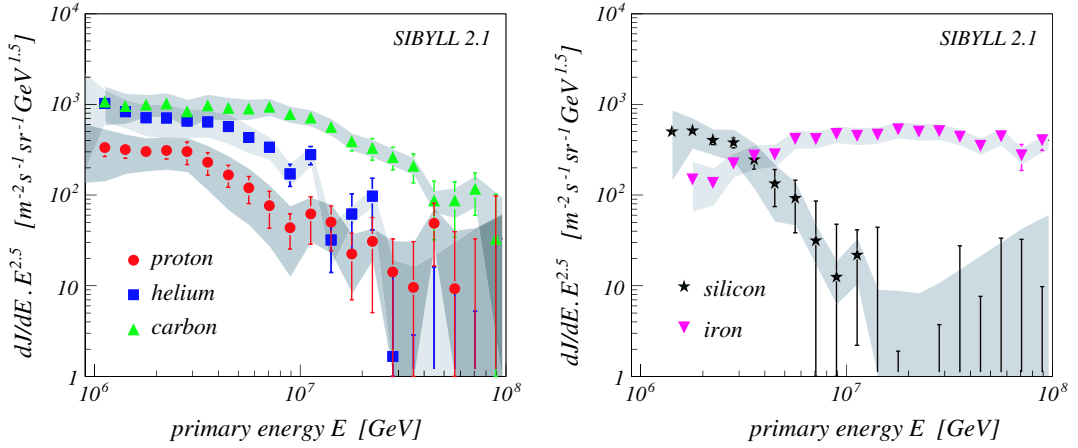 SIBYLL 2.1
dJ/dE . E^2.5 [m^-2 s^-1 sr^-1 GeV^1.5]
10^4
10^3
10^2
10
1
proton
helium
carbon
10^6
10^7
10^8
primary energy E [GeV]
SIBYLL 2.1
dJ/dE . E^2.5 [m^-2 s^-1 sr^-1 GeV^1.5]
10^4
10^3
10^2
10
1
silicon
iron
10^6
10^7
10^8
primary energy E [GeV]